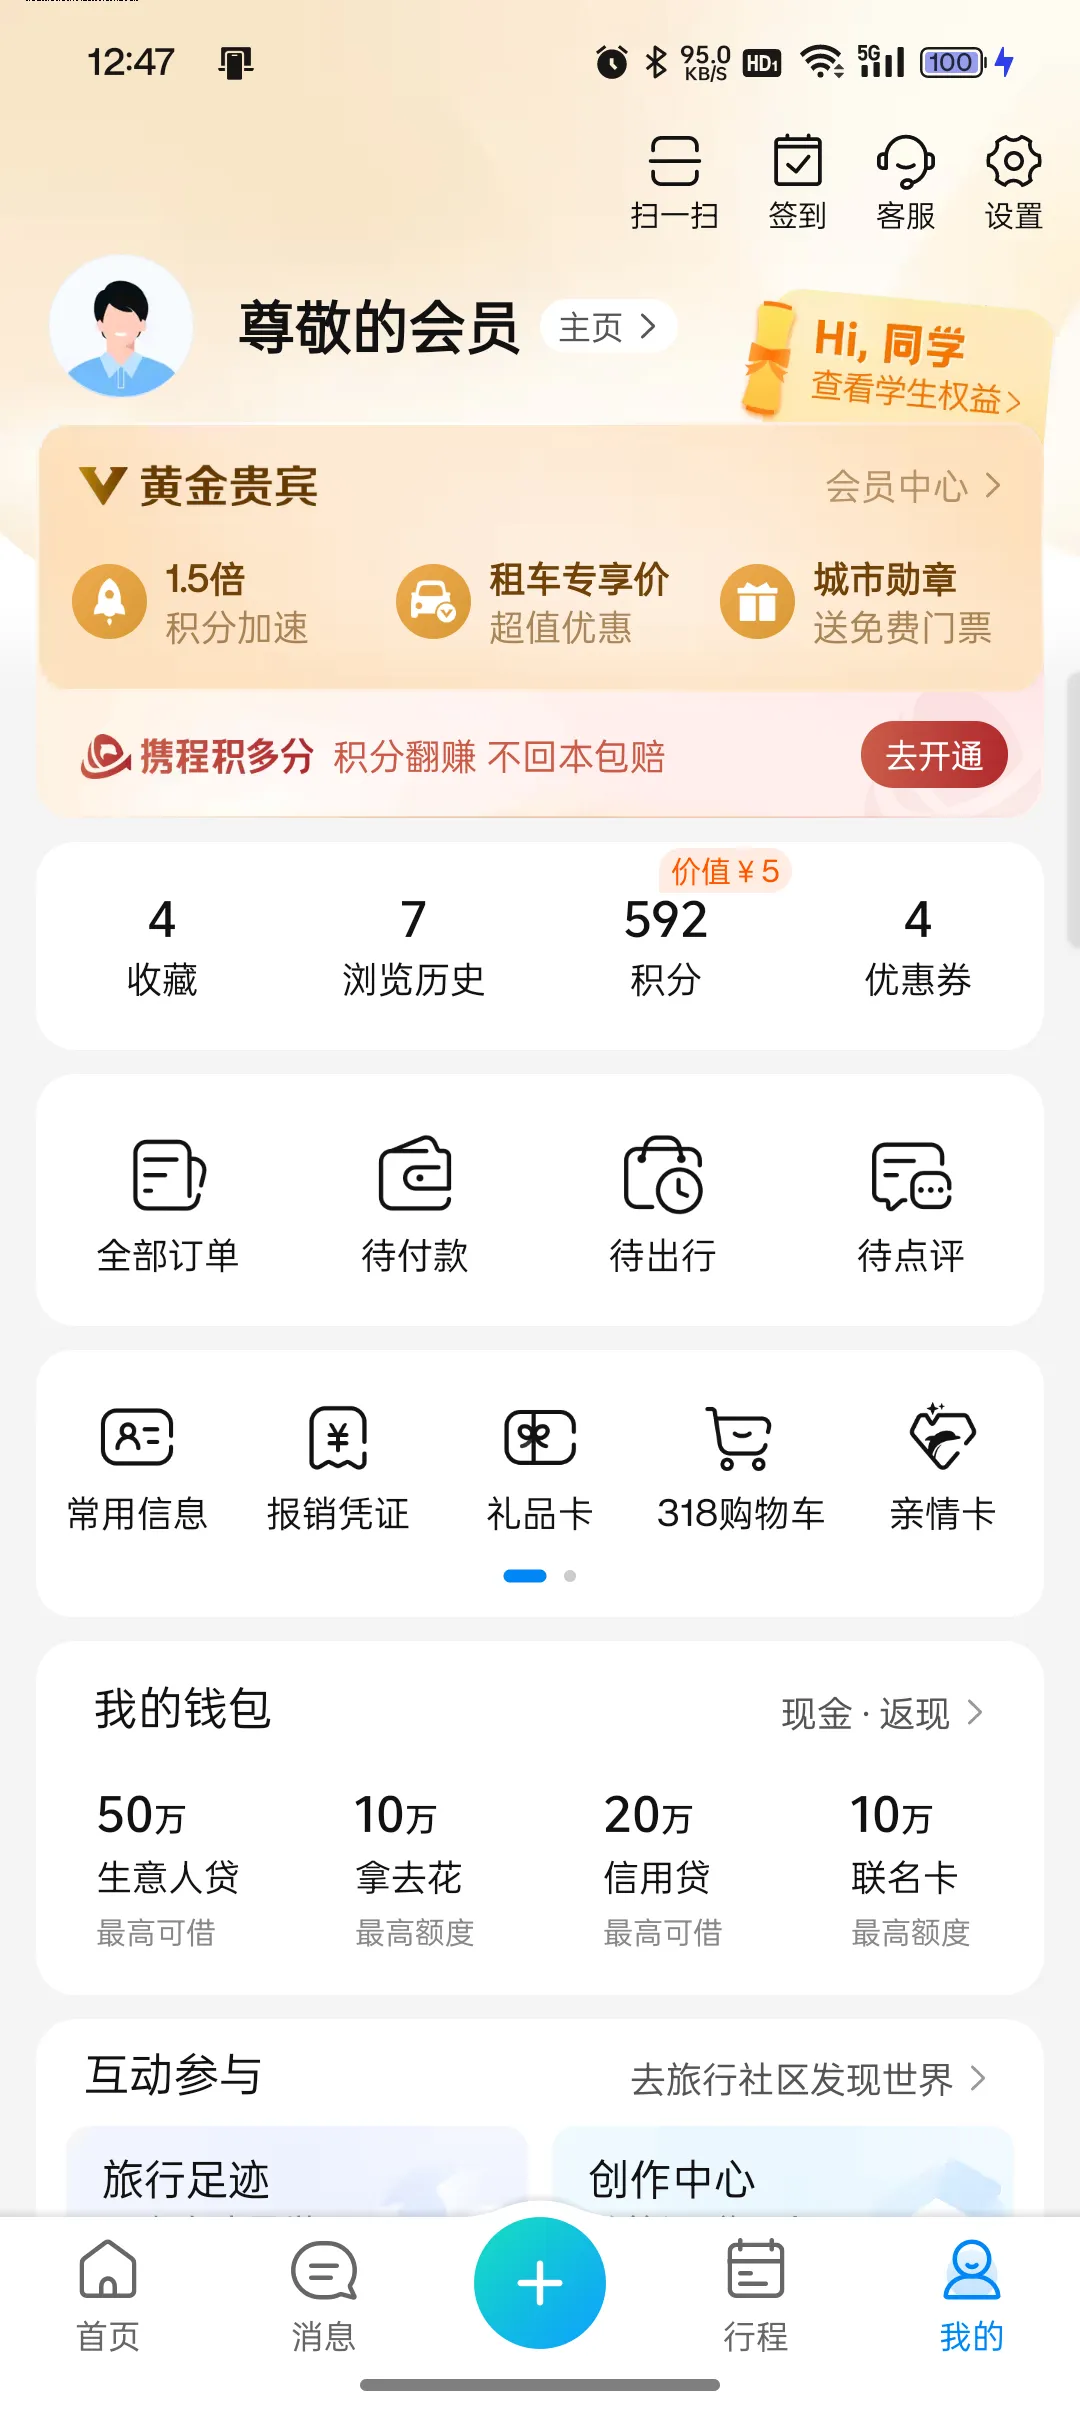 12:47
95.0 KB/S HD1 5G 100
扫一扫 签到 客服 设置
尊敬的会员 主页
Hi, 同学
查看学生权益
黄金贵宾 会员中心
1.5倍 租车专享价 城市勋章
积分加速 超值优惠 送免费门票
携程积多分 积分翻赚 不回本包赔 去开通
价值¥5
4 7 592 4
收藏 浏览历史 积分 优惠券
全部订单 待付款 待出行 待点评
常用信息 报销凭证 礼品卡 318购物车 亲情卡
我的钱包 现金·返现
50万 10万 20万 10万
生意人贷 拿去花 信用贷 联名卡
最高可借 最高额度 最高可借 最高额度
互动参与 去旅行社区发现世界
旅行足迹 创作中心
首页 消息 行程 我的